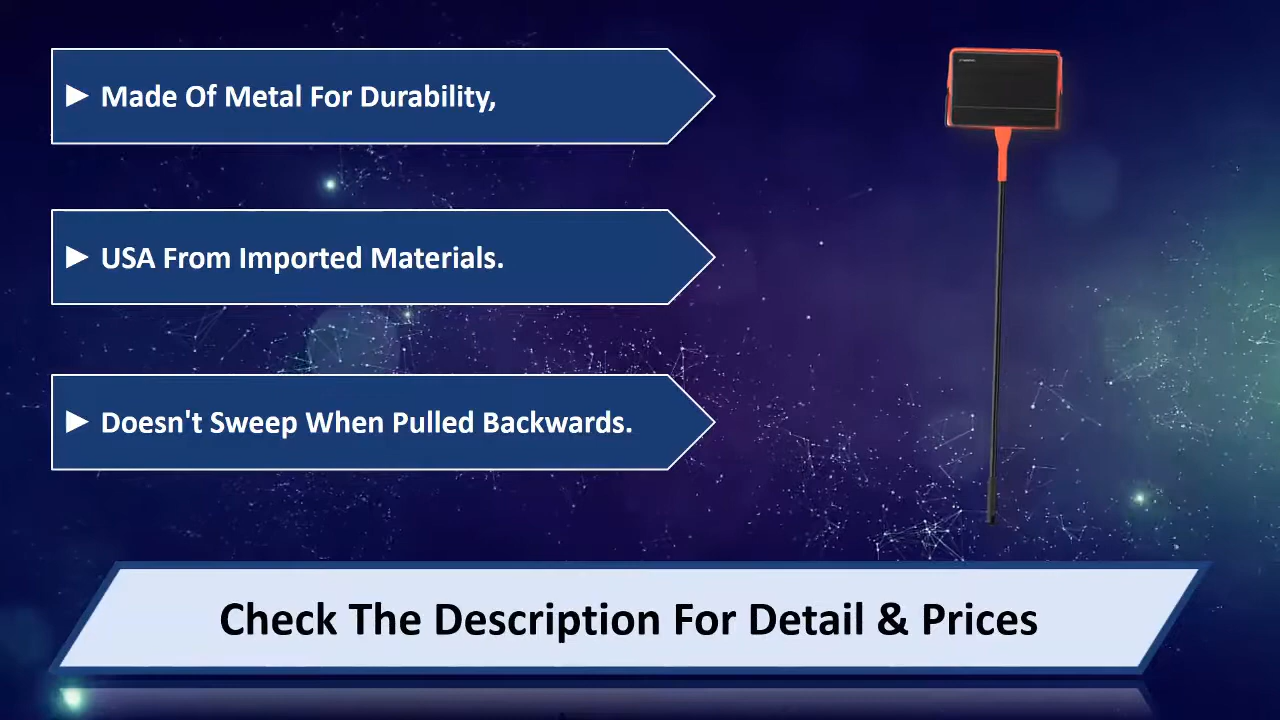 ► Made Of Metal For Durability,
► USA From Imported Materials.
► Doesn't Sweep When Pulled Backwards.
Check The Description For Detail & Prices